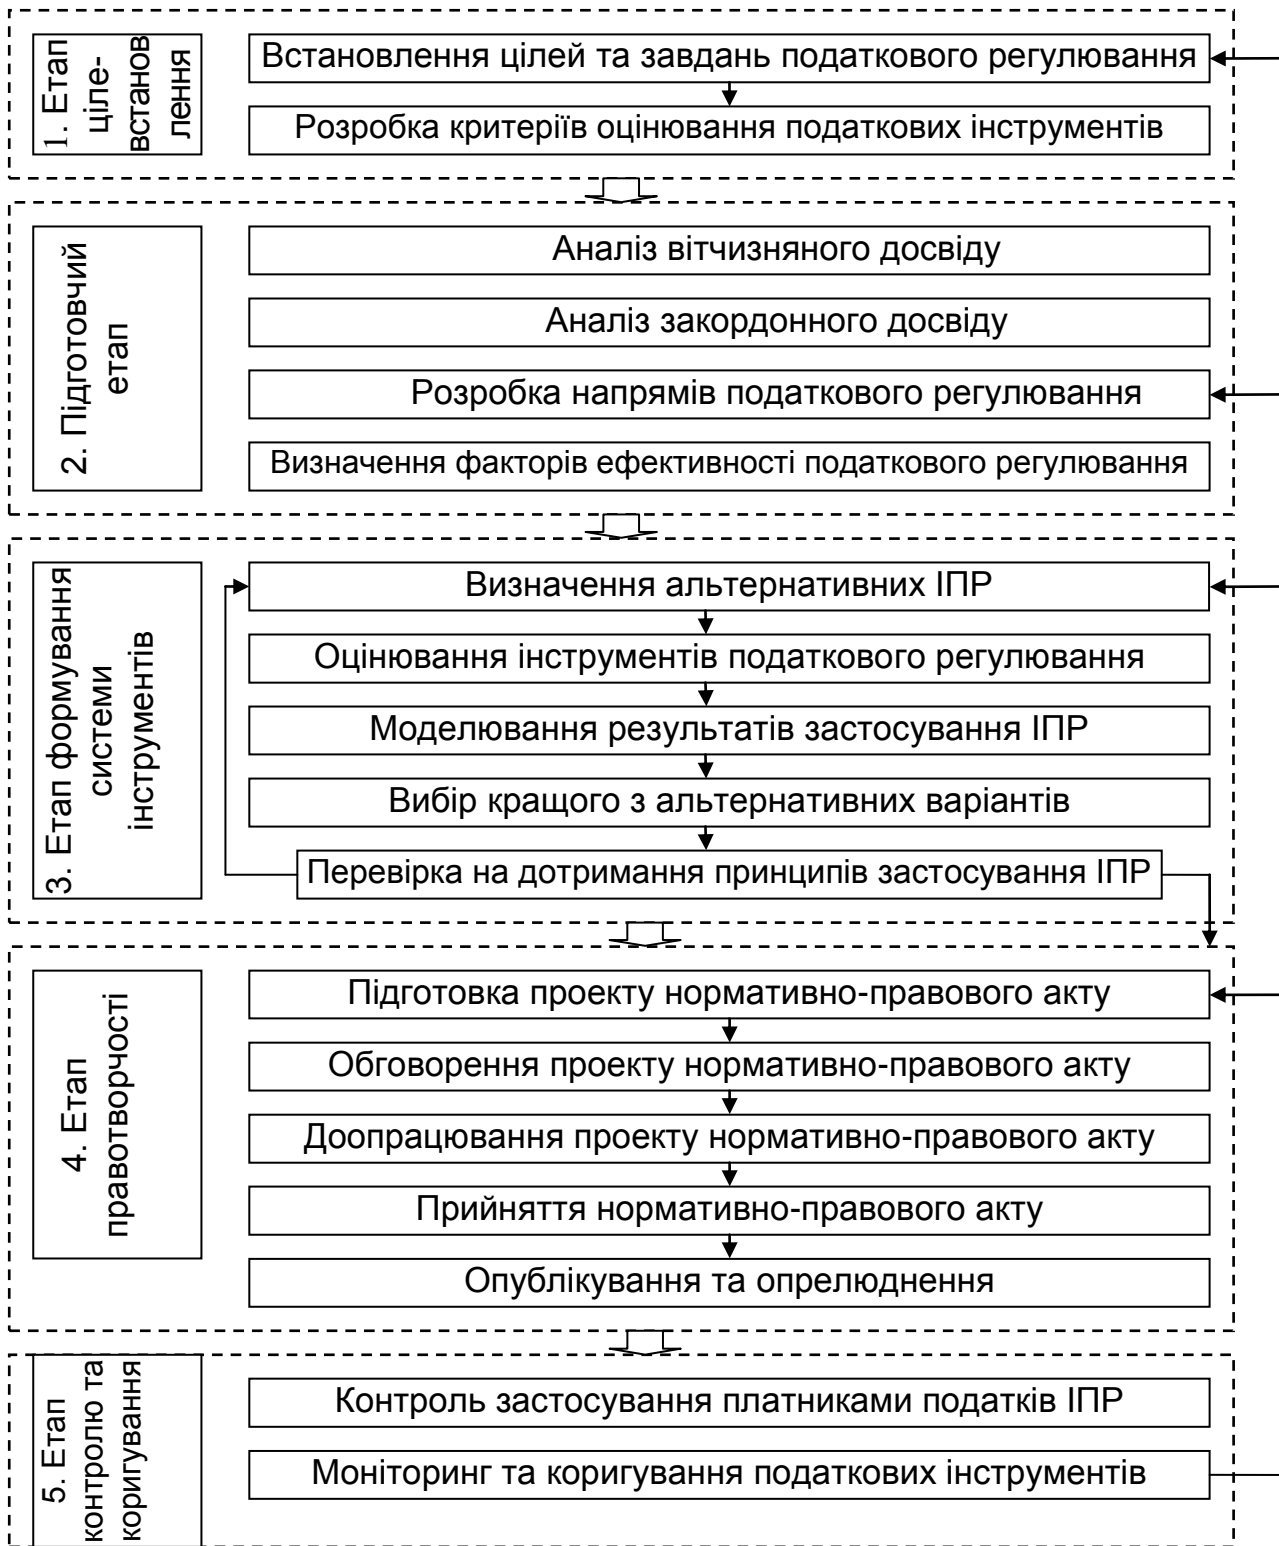 1. Етап
ціле-
встанов
лення
Встановлення цілей та завдань податкового регулювання
Розробка критеріїв оцінювання податкових інструментів
2. Підготовчий
етап
Аналіз вітчизняного досвіду
Аналіз закордонного досвіду
Розробка напрямів податкового регулювання
Визначення факторів ефективності податкового регулювання
3. Етап формування
системи
інструментів
Визначення альтернативних ІПР
Оцінювання інструментів податкового регулювання
Моделювання результатів застосування ІПР
Вибір кращого з альтернативних варіантів
Перевірка на дотримання принципів застосування ІПР
4. Етап
правотворчості
Підготовка проекту нормативно-правового акту
Обговорення проекту нормативно-правового акту
Доопрацювання проекту нормативно-правового акту
Прийняття нормативно-правового акту
Опублікування та опрелюднення
5. Етап
контролю та
коригування
Контроль застосування платниками податків ІПР
Моніторинг та коригування податкових інструментів